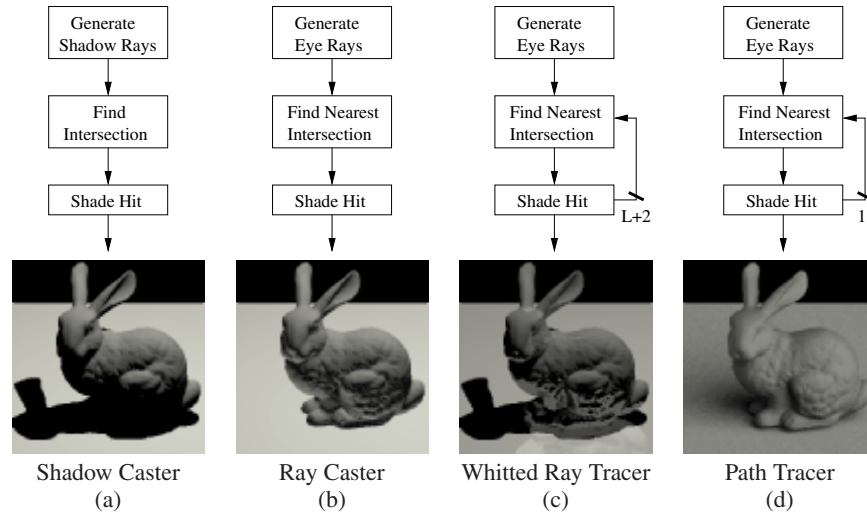 Generate
Shadow Rays
Find
Intersection
Shade Hit
Shadow Caster
(a)
Generate
Eye Rays
Find Nearest
Intersection
Shade Hit
Ray Caster
(b)
Generate
Eye Rays
Find Nearest
Intersection
Shade Hit
L+2
Whitted Ray Tracer
(c)
Generate
Eye Rays
Find Nearest
Intersection
Shade Hit
1
Path Tracer
(d)